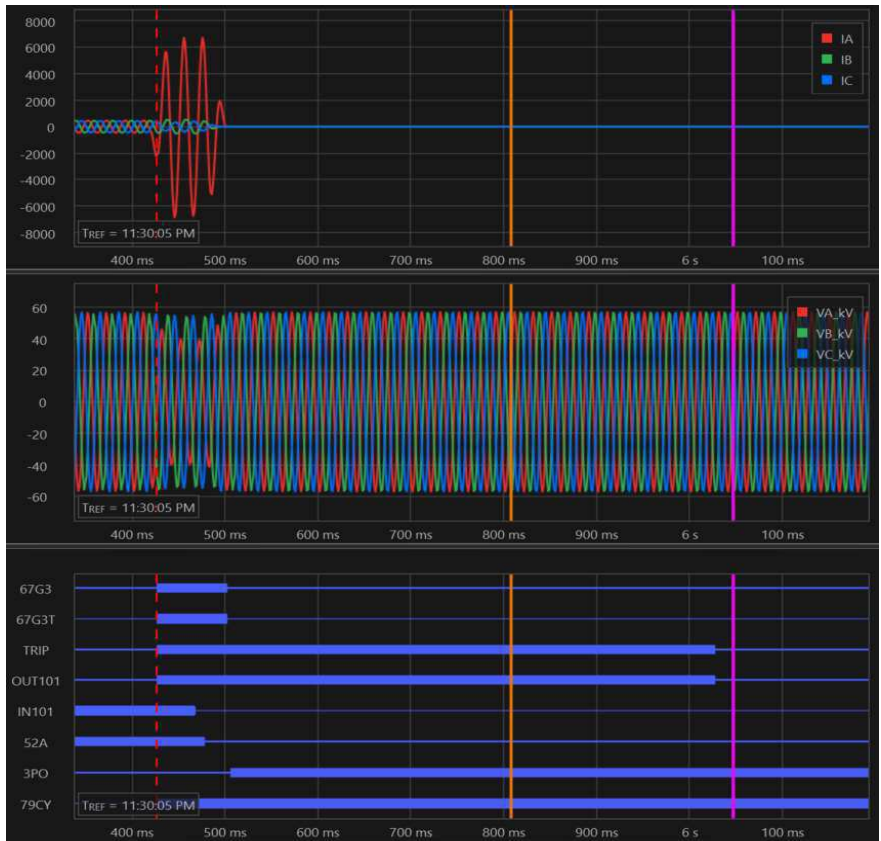 8000
6000
4000
2000
0
-2000
-4000
-6000
-8000
IA
IB
IC
TREF = 11:30:05 PM
400 ms 500 ms 600 ms 700 ms 800 ms 900 ms 6 s 100 ms
60
40
20
0
-20
-40
-60
VA_kV
VB_kV
VC_kV
TREF = 11:30:05 PM
400 ms 500 ms 600 ms 700 ms 800 ms 900 ms 6 s 100 ms
67G3
67G3T
TRIP
OUT101
IN101
52A
3PO
79CY
TREF = 11:30:05 PM
400 ms 500 ms 600 ms 700 ms 800 ms 900 ms 6 s 100 ms